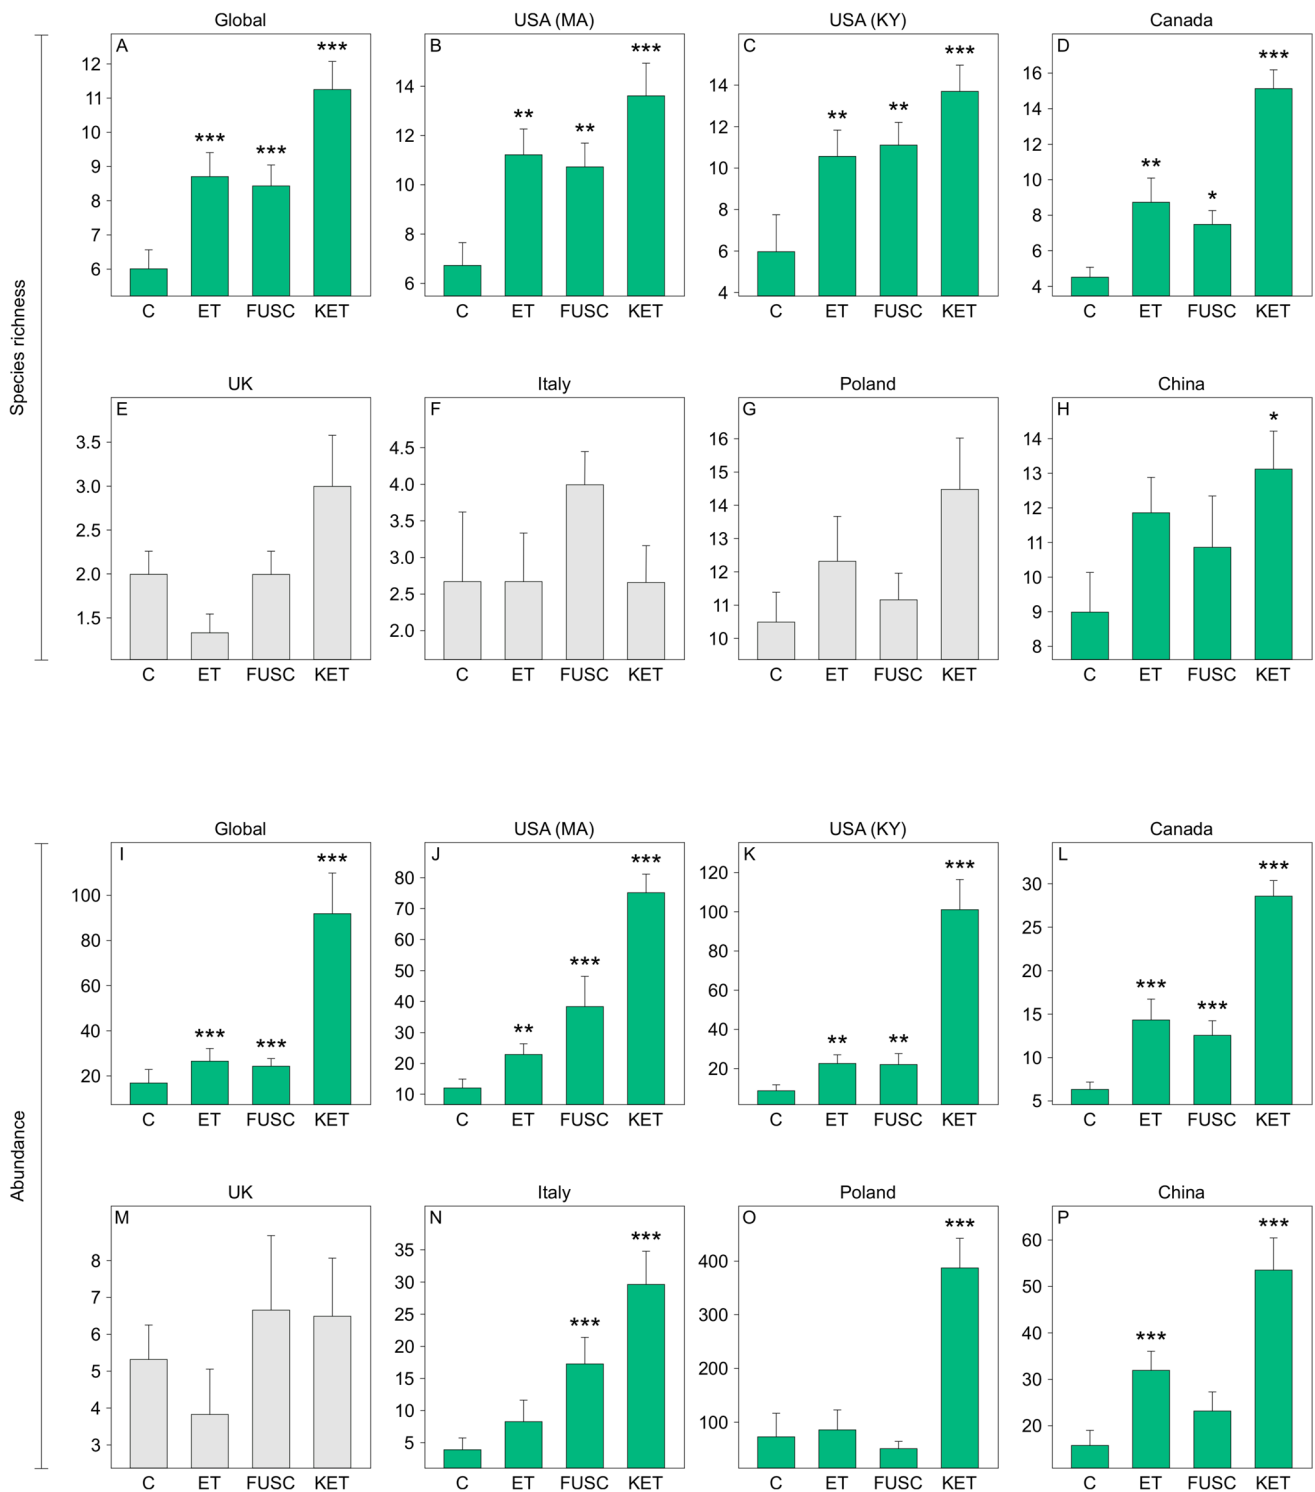 Species richness
Global
A
***
***
***
12
11
10
9
8
7
6
C ET FUSC KET
USA (MA)
B
**
**
***
14
12
10
8
6
C ET FUSC KET
USA (KY)
C
**
**
***
14
12
10
8
6
4
C ET FUSC KET
Canada
D
**
*
***
16
14
12
10
8
6
4
C ET FUSC KET
UK
E
3.5
3.0
2.5
2.0
1.5
C ET FUSC KET
Italy
F
4.5
4.0
3.5
3.0
2.5
2.0
C ET FUSC KET
Poland
G
16
15
14
13
12
11
10
C ET FUSC KET
China
H
*
14
13
12
11
10
9
8
C ET FUSC KET
Abundance
Global
I
***
***
***
100
80
60
40
20
C ET FUSC KET
USA (MA)
J
**
***
***
80
70
60
50
40
30
20
10
C ET FUSC KET
USA (KY)
K
**
**
***
120
100
80
60
40
20
C ET FUSC KET
Canada
L
***
***
***
30
25
20
15
10
5
C ET FUSC KET
UK
M
8
7
6
5
4
3
C ET FUSC KET
Italy
N
***
***
35
30
25
20
15
10
5
C ET FUSC KET
Poland
O
***
400
300
200
100
C ET FUSC KET
China
P
***
***
60
50
40
30
20
C ET FUSC KET